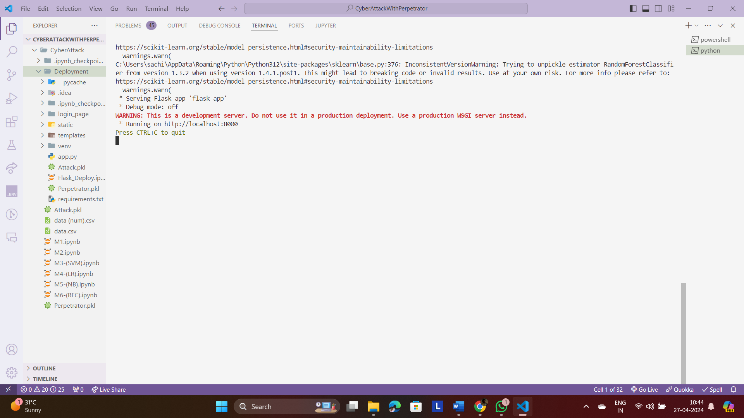 File Edit Selection View Go Run Terminal Help
CyberAttackWithPerpetrator
EXPLORER
PROBLEMS 45 OUTPUT DEBUG CONSOLE TERMINAL PORTS JUPYTER
CYBERATTACKWITHPERPE...
CyberAttack
.ipynb_checkpoi...
Deployment
__pycache__
.idea
.ipynb_checkpo...
login_page
static
templates
venv
app.py
Attack.pkl
Flask_Deploy.ip...
Perpetrator.pkl
requirements.txt
Attack.pkl
data (num).csv
data.csv
M1.ipynb
M2.ipynb
M3-(SVM).ipynb
M4-(LR).ipynb
M5-(NB).ipynb
M6-(RFC).ipynb
Perpetrator.pkl
OUTLINE
TIMELINE
https://scikit-learn.org/stable/model_persistence.html#security-maintainability-limitations
warnings.warn(
C:\Users\sachi\AppData\Roaming\Python\Python312\site-packages\sklearn\base.py:376: InconsistentVersionWarning: Trying to unpickle estimator RandomForestClassifi
er from version 1.1.2 when using version 1.4.1.post1. This might lead to breaking code or invalid results. Use at your own risk. For more info please refer to:
https://scikit-learn.org/stable/model_persistence.html#security-maintainability-limitations
warnings.warn(
* Serving Flask app 'flask app'
* Debug mode: off
WARNING: This is a development server. Do not use it in a production deployment. Use a production WSGI server instead.
* Running on http://localhost:8080
Press CTRL+C to quit
powershell
python
0 20 25 0 Live Share
Cell 1 of 32 Go Live Quokka Spell
31°C
Sunny
Search
ENG
IN
10:44
27-04-2024